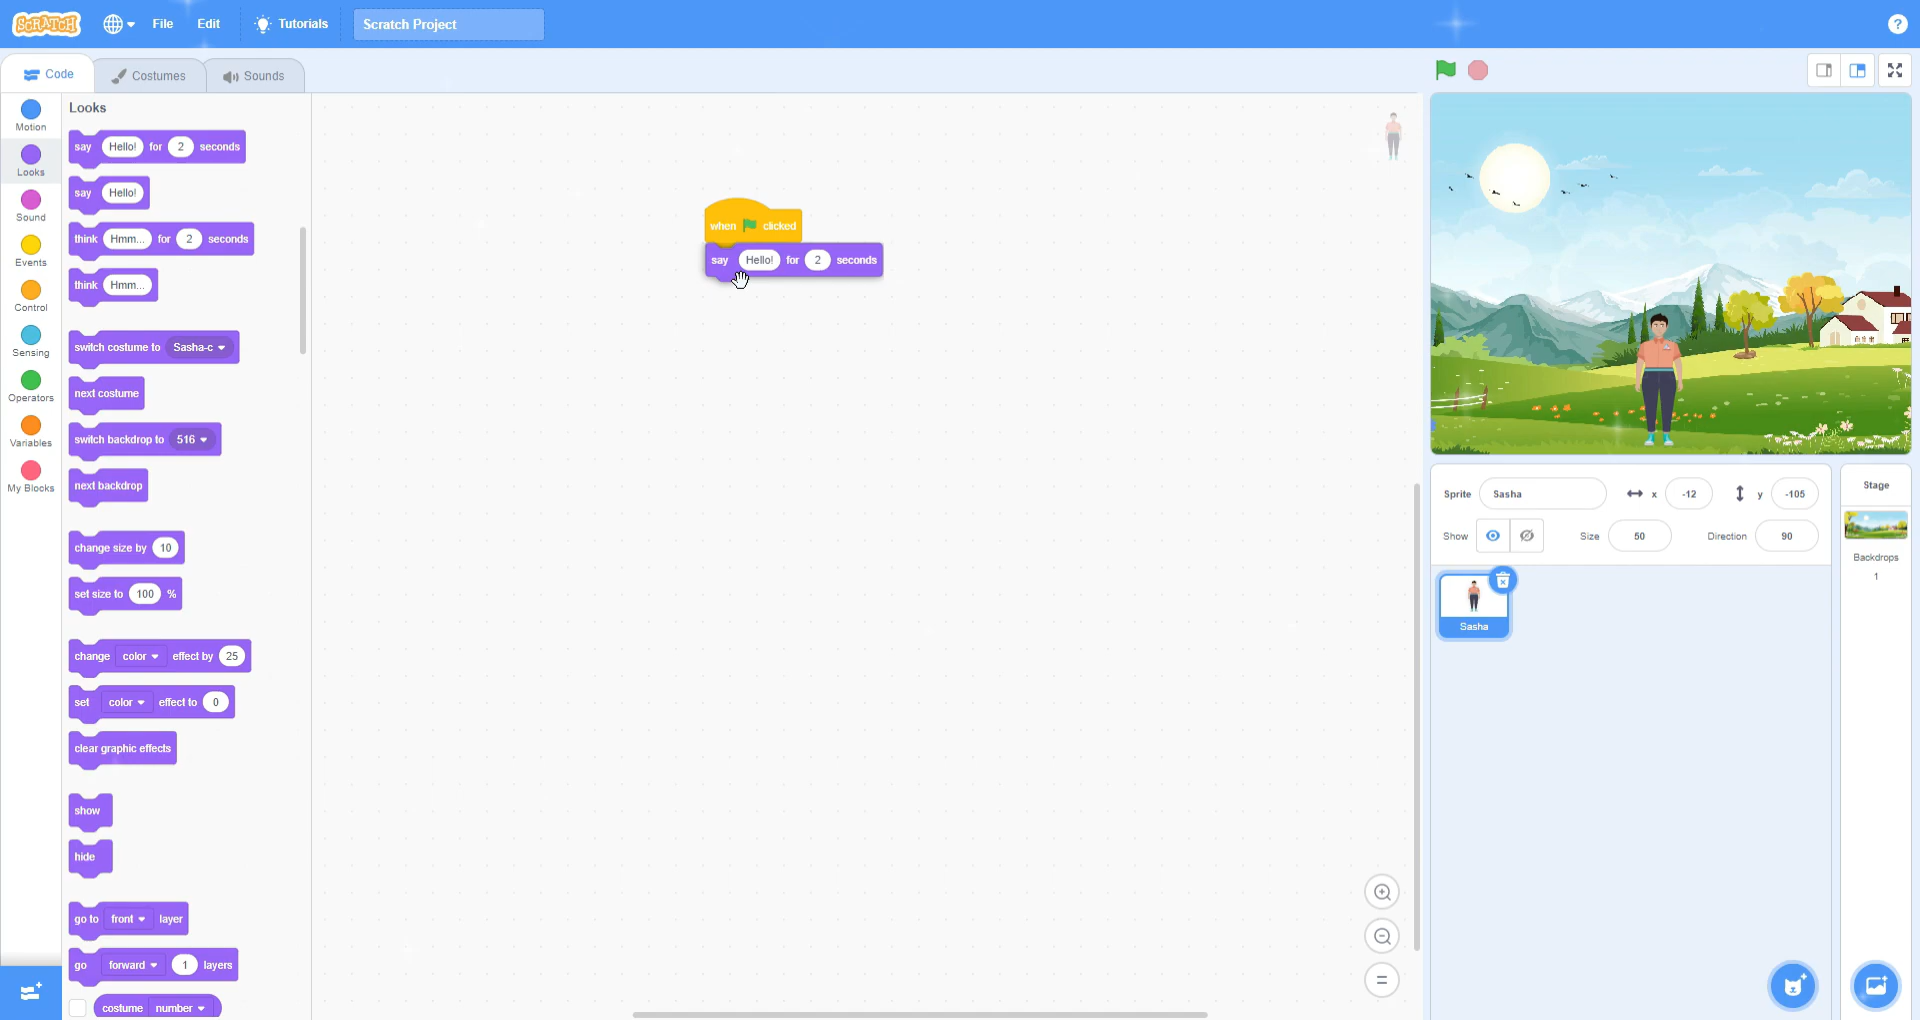 SCRATCH File Edit Tutorials Scratch Project ?
Code Costumes Sounds
Motion
Looks
Sound
Events
Control
Sensing
Operators
Variables
My Blocks
Looks
say Hello! for 2 seconds
say Hello!
think Hmm... for 2 seconds
think Hmm...
switch costume to Sasha-c
next costume
switch backdrop to 516
next backdrop
change size by 10
set size to 100 %
change color effect by 25
set color effect to 0
clear graphic effects
show
hide
go to front layer
go forward 1 layers
costume number
when clicked
say Hello! for 2 seconds
Sprite Sasha x -12 y -105
Show Size 50 Direction 90
Sasha
Stage
Backdrops
1